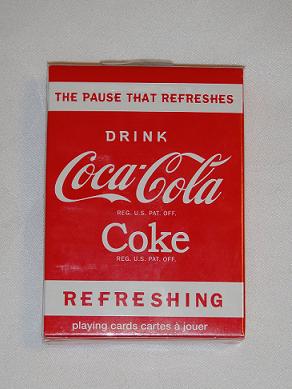 THE PAUSE THAT REFRESHES
DRINK
Coca-Cola
REG. U.S. PAT. OFF.
Coke
REG. U.S. PAT. OFF.
REFRESHING
playing cards cartes à jouer